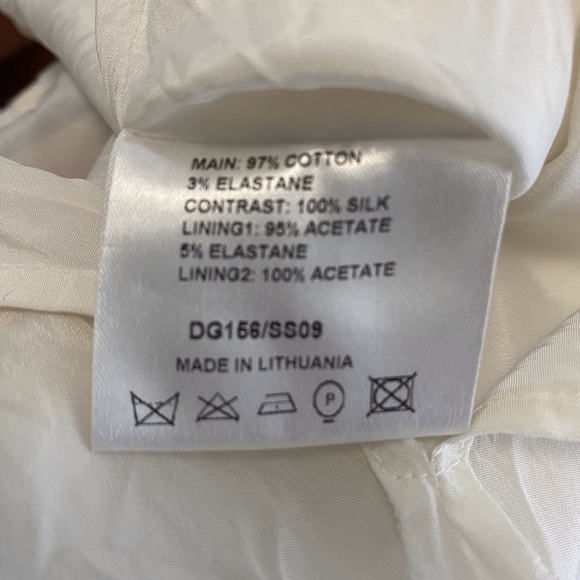 MAIN: 97% COTTON
3% ELASTANE
CONTRAST: 100% SILK
LINING1: 95% ACETATE
5% ELASTANE
LINING2: 100% ACETATE
DG156/SS09
MADE IN LITHUANIA
P